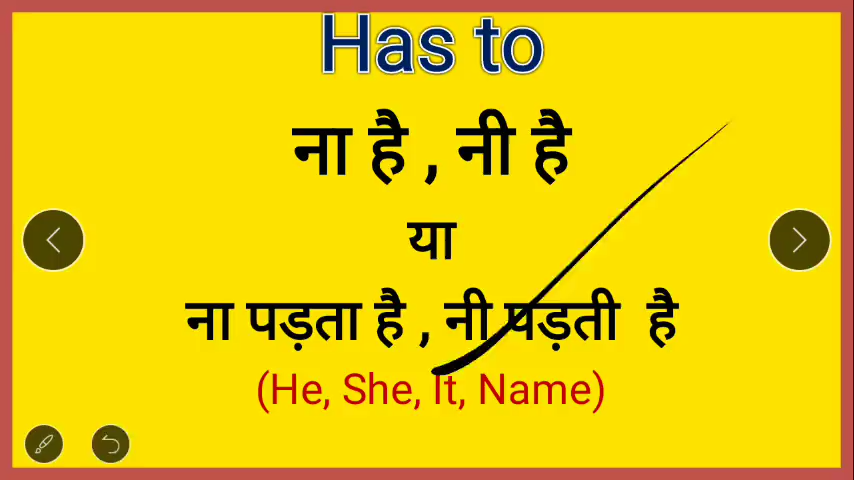 Has to
ना है , नी है
या
ना पड़ता है , नी पड़ती है
(He, She, It, Name)